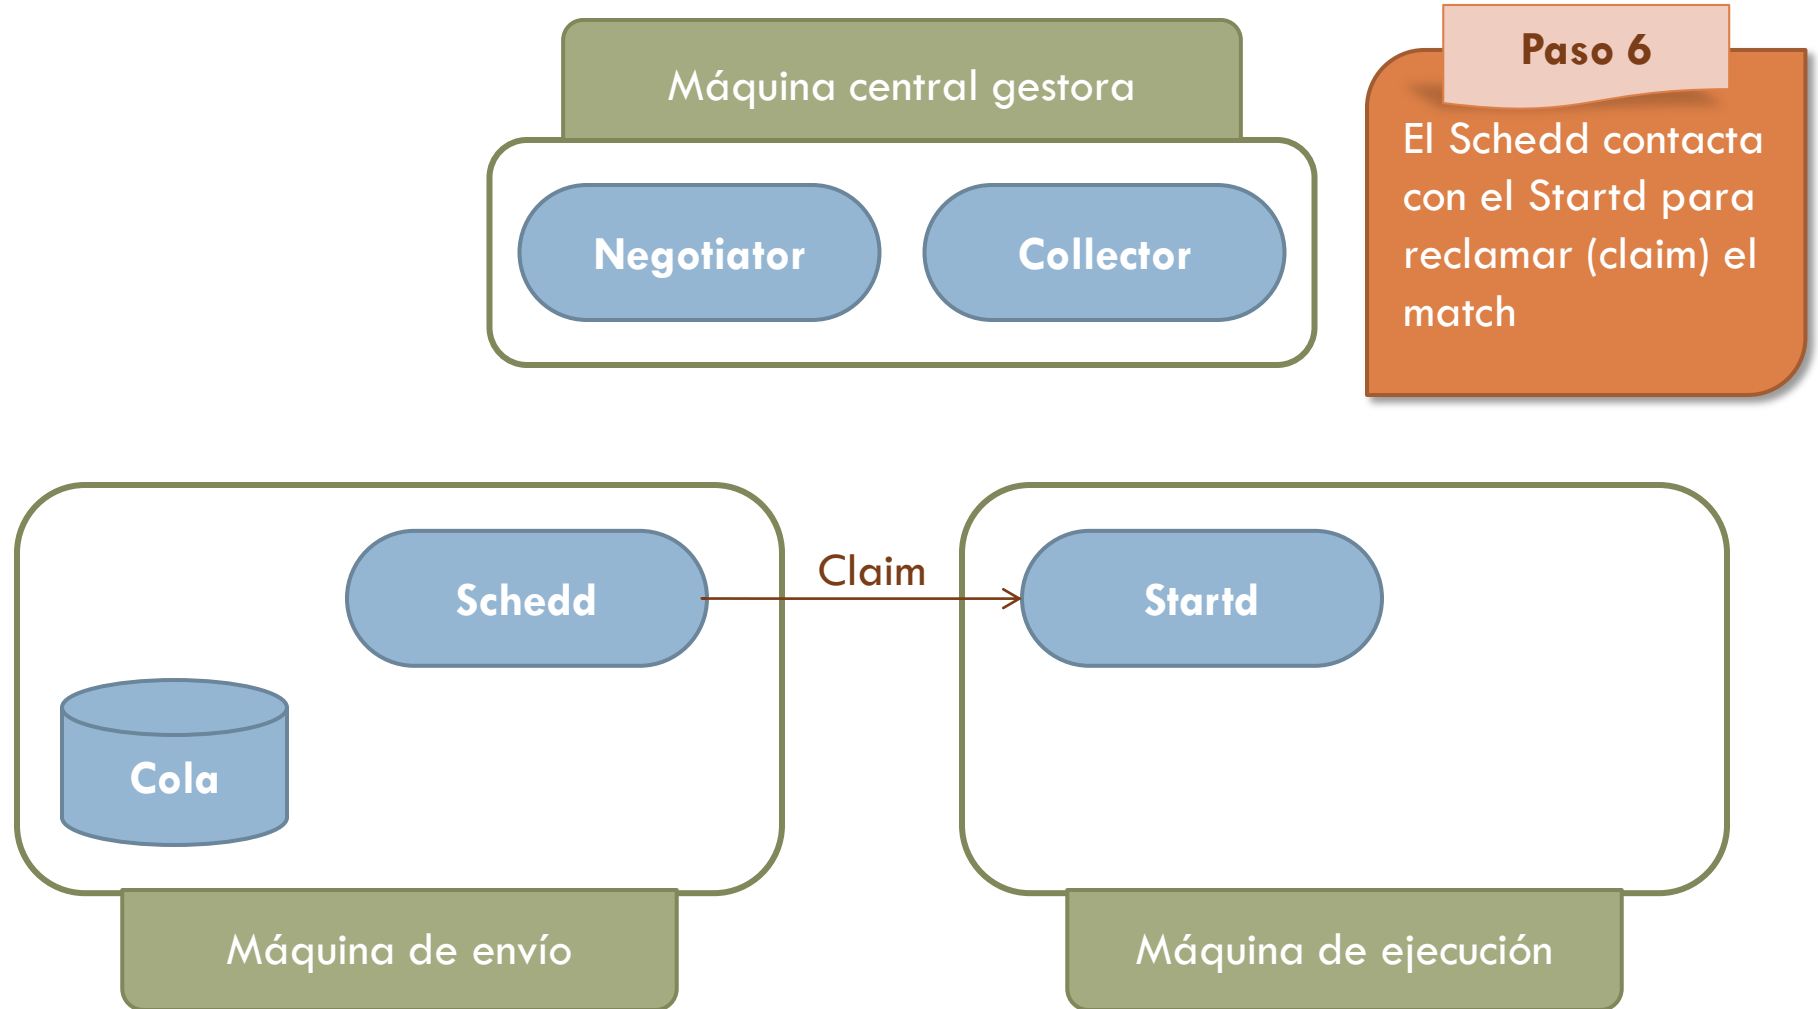 Máquina central gestora
Negotiator
Collector
Paso 6
El Schedd contacta
con el Startd para
reclamar (claim) el
match
Schedd
Claim
Startd
Cola
Máquina de envío
Máquina de ejecución